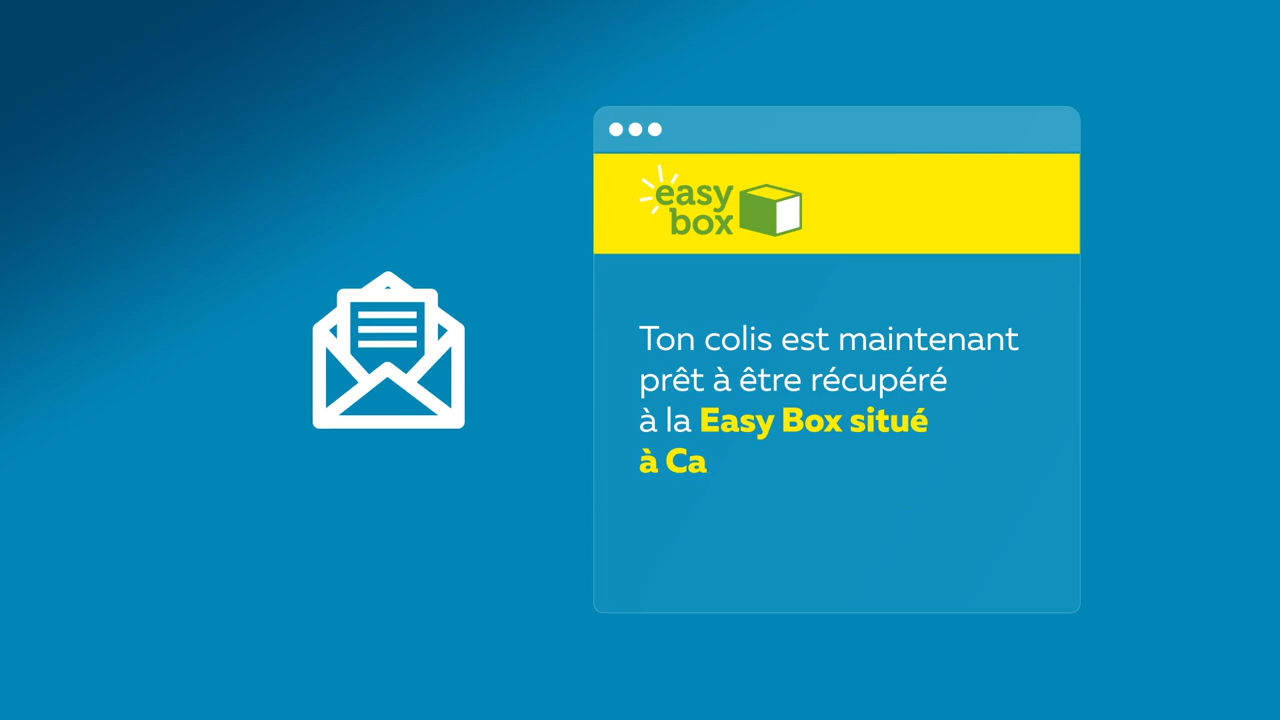 easy
box
Ton colis est maintenant
prêt à être récupéré
à la Easy Box situé
à Ca